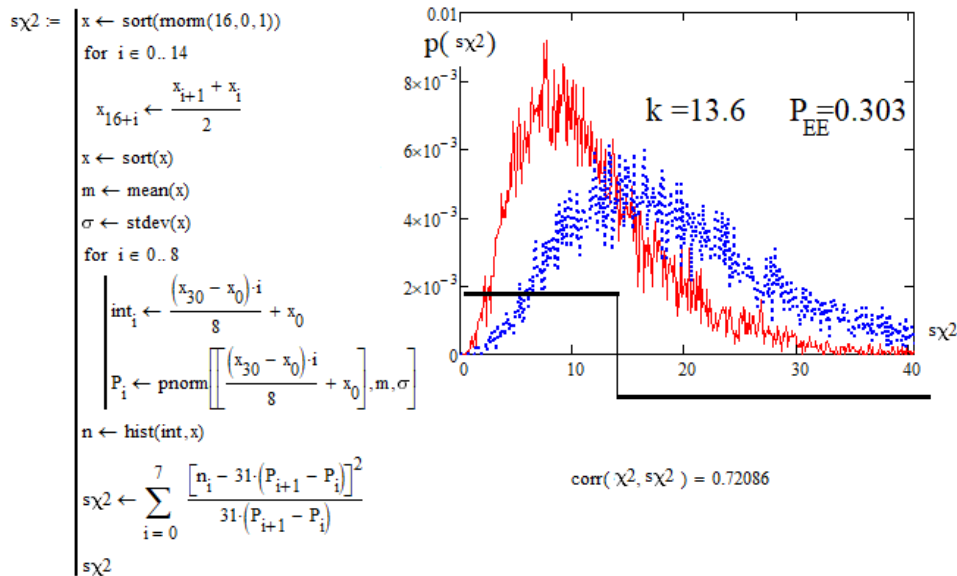 sχ2 := x ← sort(rnorm(16,0,1))
for i ∈ 0.. 14
x16+i ← (xi+1 + xi)/2
x ← sort(x)
m ← mean(x)
σ ← stdev(x)
for i ∈ 0.. 8
inti ← (x30 − x0)·i/8 + x0
Pi ← pnorm[[(x30 − x0)·i/8 + x0],m,σ]
n ← hist(int,x)
sχ2 ← ∑ i = 0 7 [ni − 31·(Pi+1 − Pi)]²/31·(Pi+1 − Pi)
sχ2
0.01
p( sχ2)
8×10⁻³
k =13.6 PEE=0.303
6×10⁻³
4×10⁻³
2×10⁻³
sχ2
0
0 10 20 30 40
corr( χ2, sχ2 ) = 0.72086